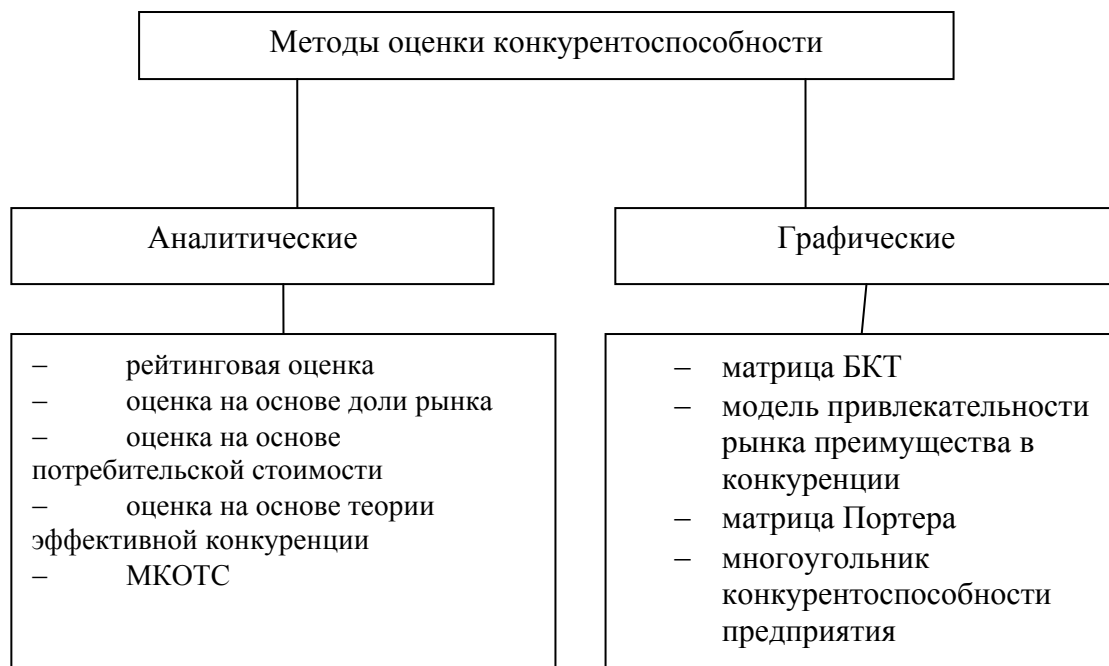 Методы оценки конкурентоспособности
Аналитические
– рейтинговая оценка
– оценка на основе доли рынка
– оценка на основе
потребительской стоимости
– оценка на основе теории
эффективной конкуренции
– МКОТС
Графические
– матрица БКТ
– модель привлекательности
рынка преимущества в
конкуренции
– матрица Портера
– многоугольник
конкурентоспособности
предприятия